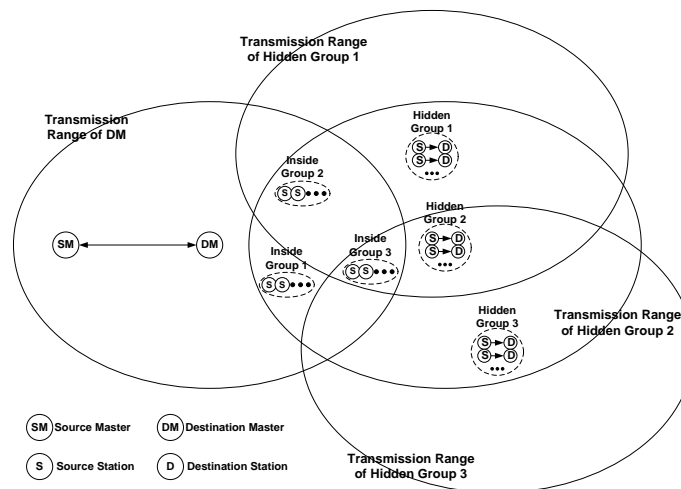 Transmission Range
of Hidden Group 1
Transmission
Range of DM
Hidden
Group 1
S D
S D
Inside
Group 2
S S
Hidden
Group 2
S D
S D
SM
DM
Inside
Group 3
S S
Inside
Group 1
S S
Hidden
Group 3
S D
S D
Transmission Range
of Hidden Group 2
SM Source Master
DM Destination Master
S Source Station
D Destination Station
Transmission Range
of Hidden Group 3